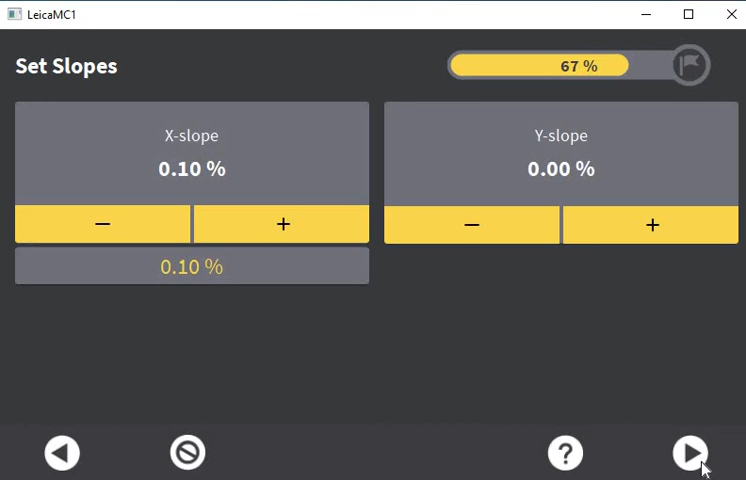 LeicaMC1
Set Slopes
67 %
X-slope
0.10 %
Y-slope
0.00 %
− +
− +
0.10 %
?